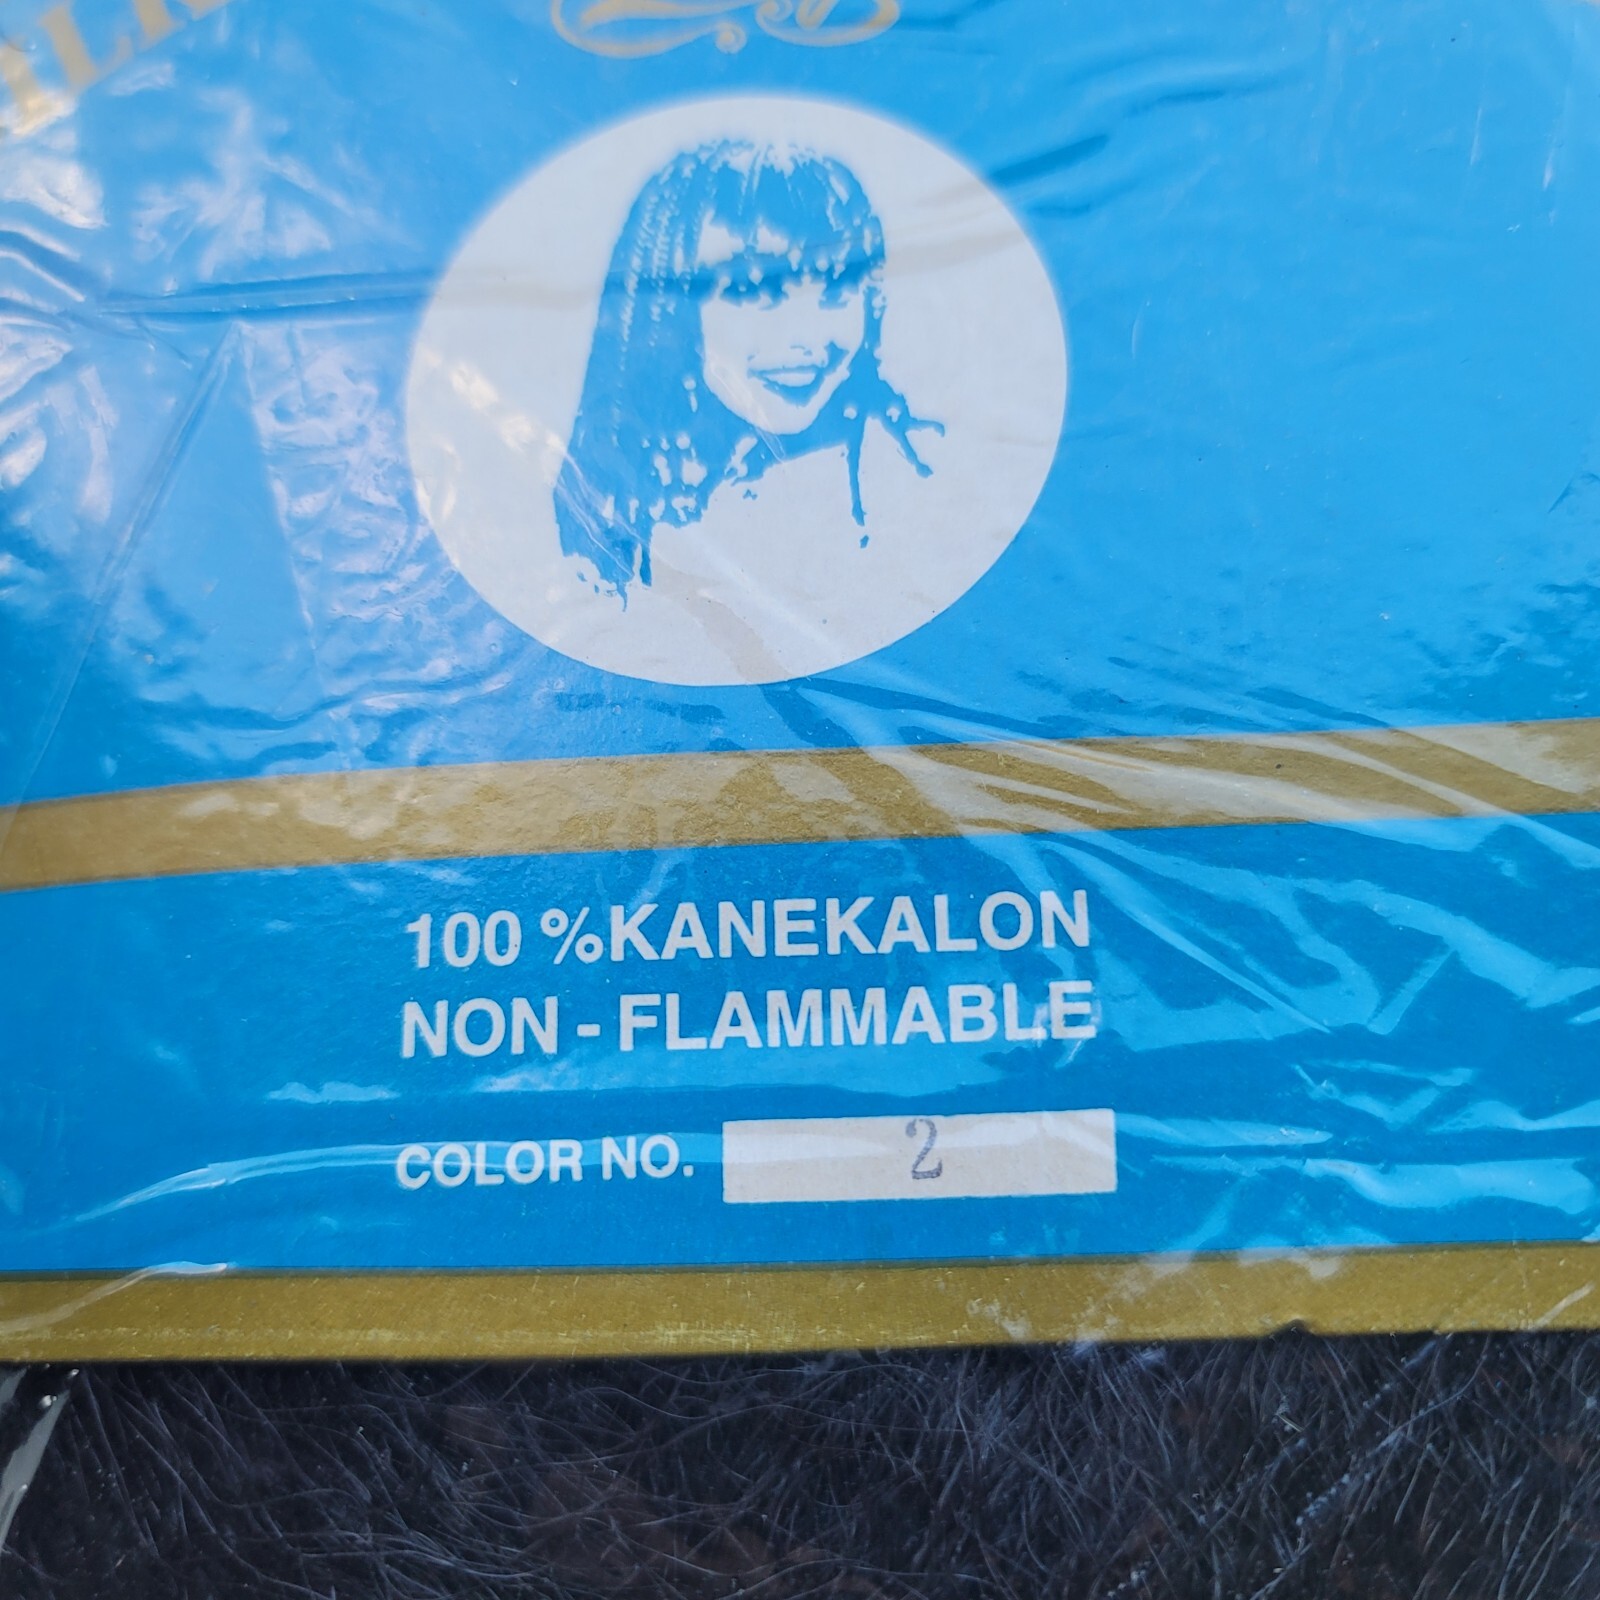 100 %KANEKALON
NON - FLAMMABLE
COLOR NO. 2